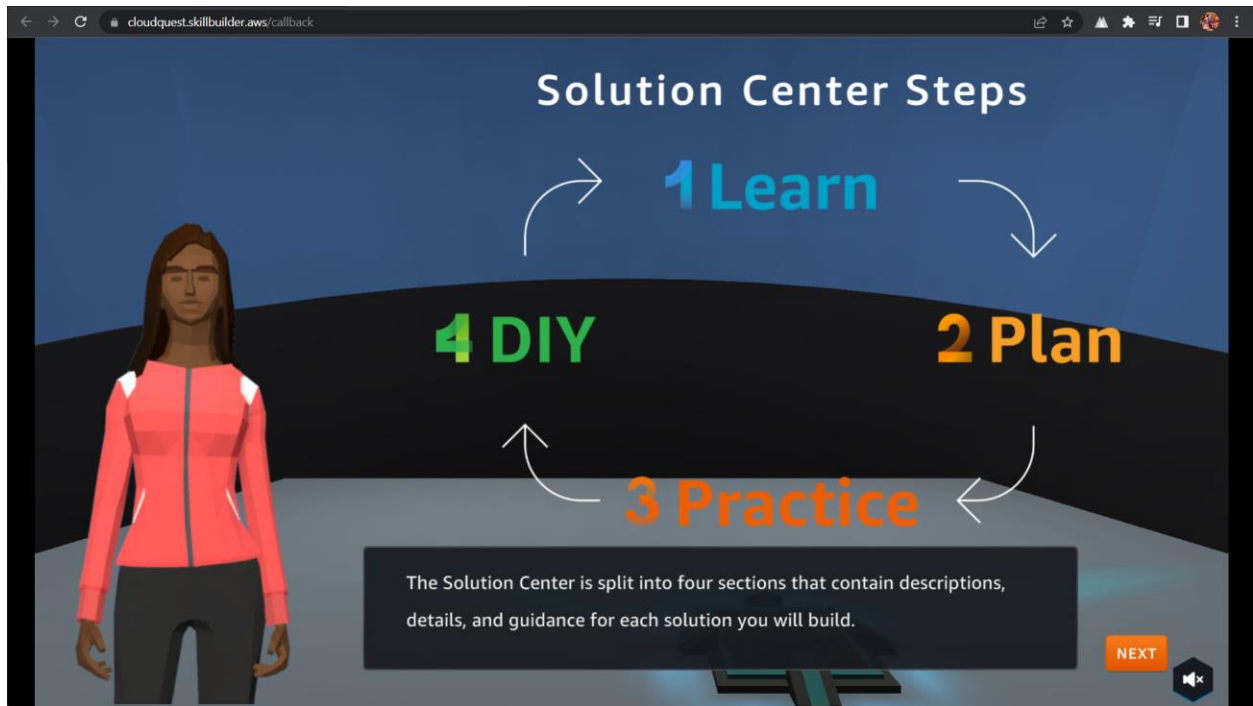 cloudquest.skillbuilder.aws/callback
Solution Center Steps
1 Learn
4 DIY
2 Plan
3 Practice
The Solution Center is split into four sections that contain descriptions,
details, and guidance for each solution you will build.
NEXT